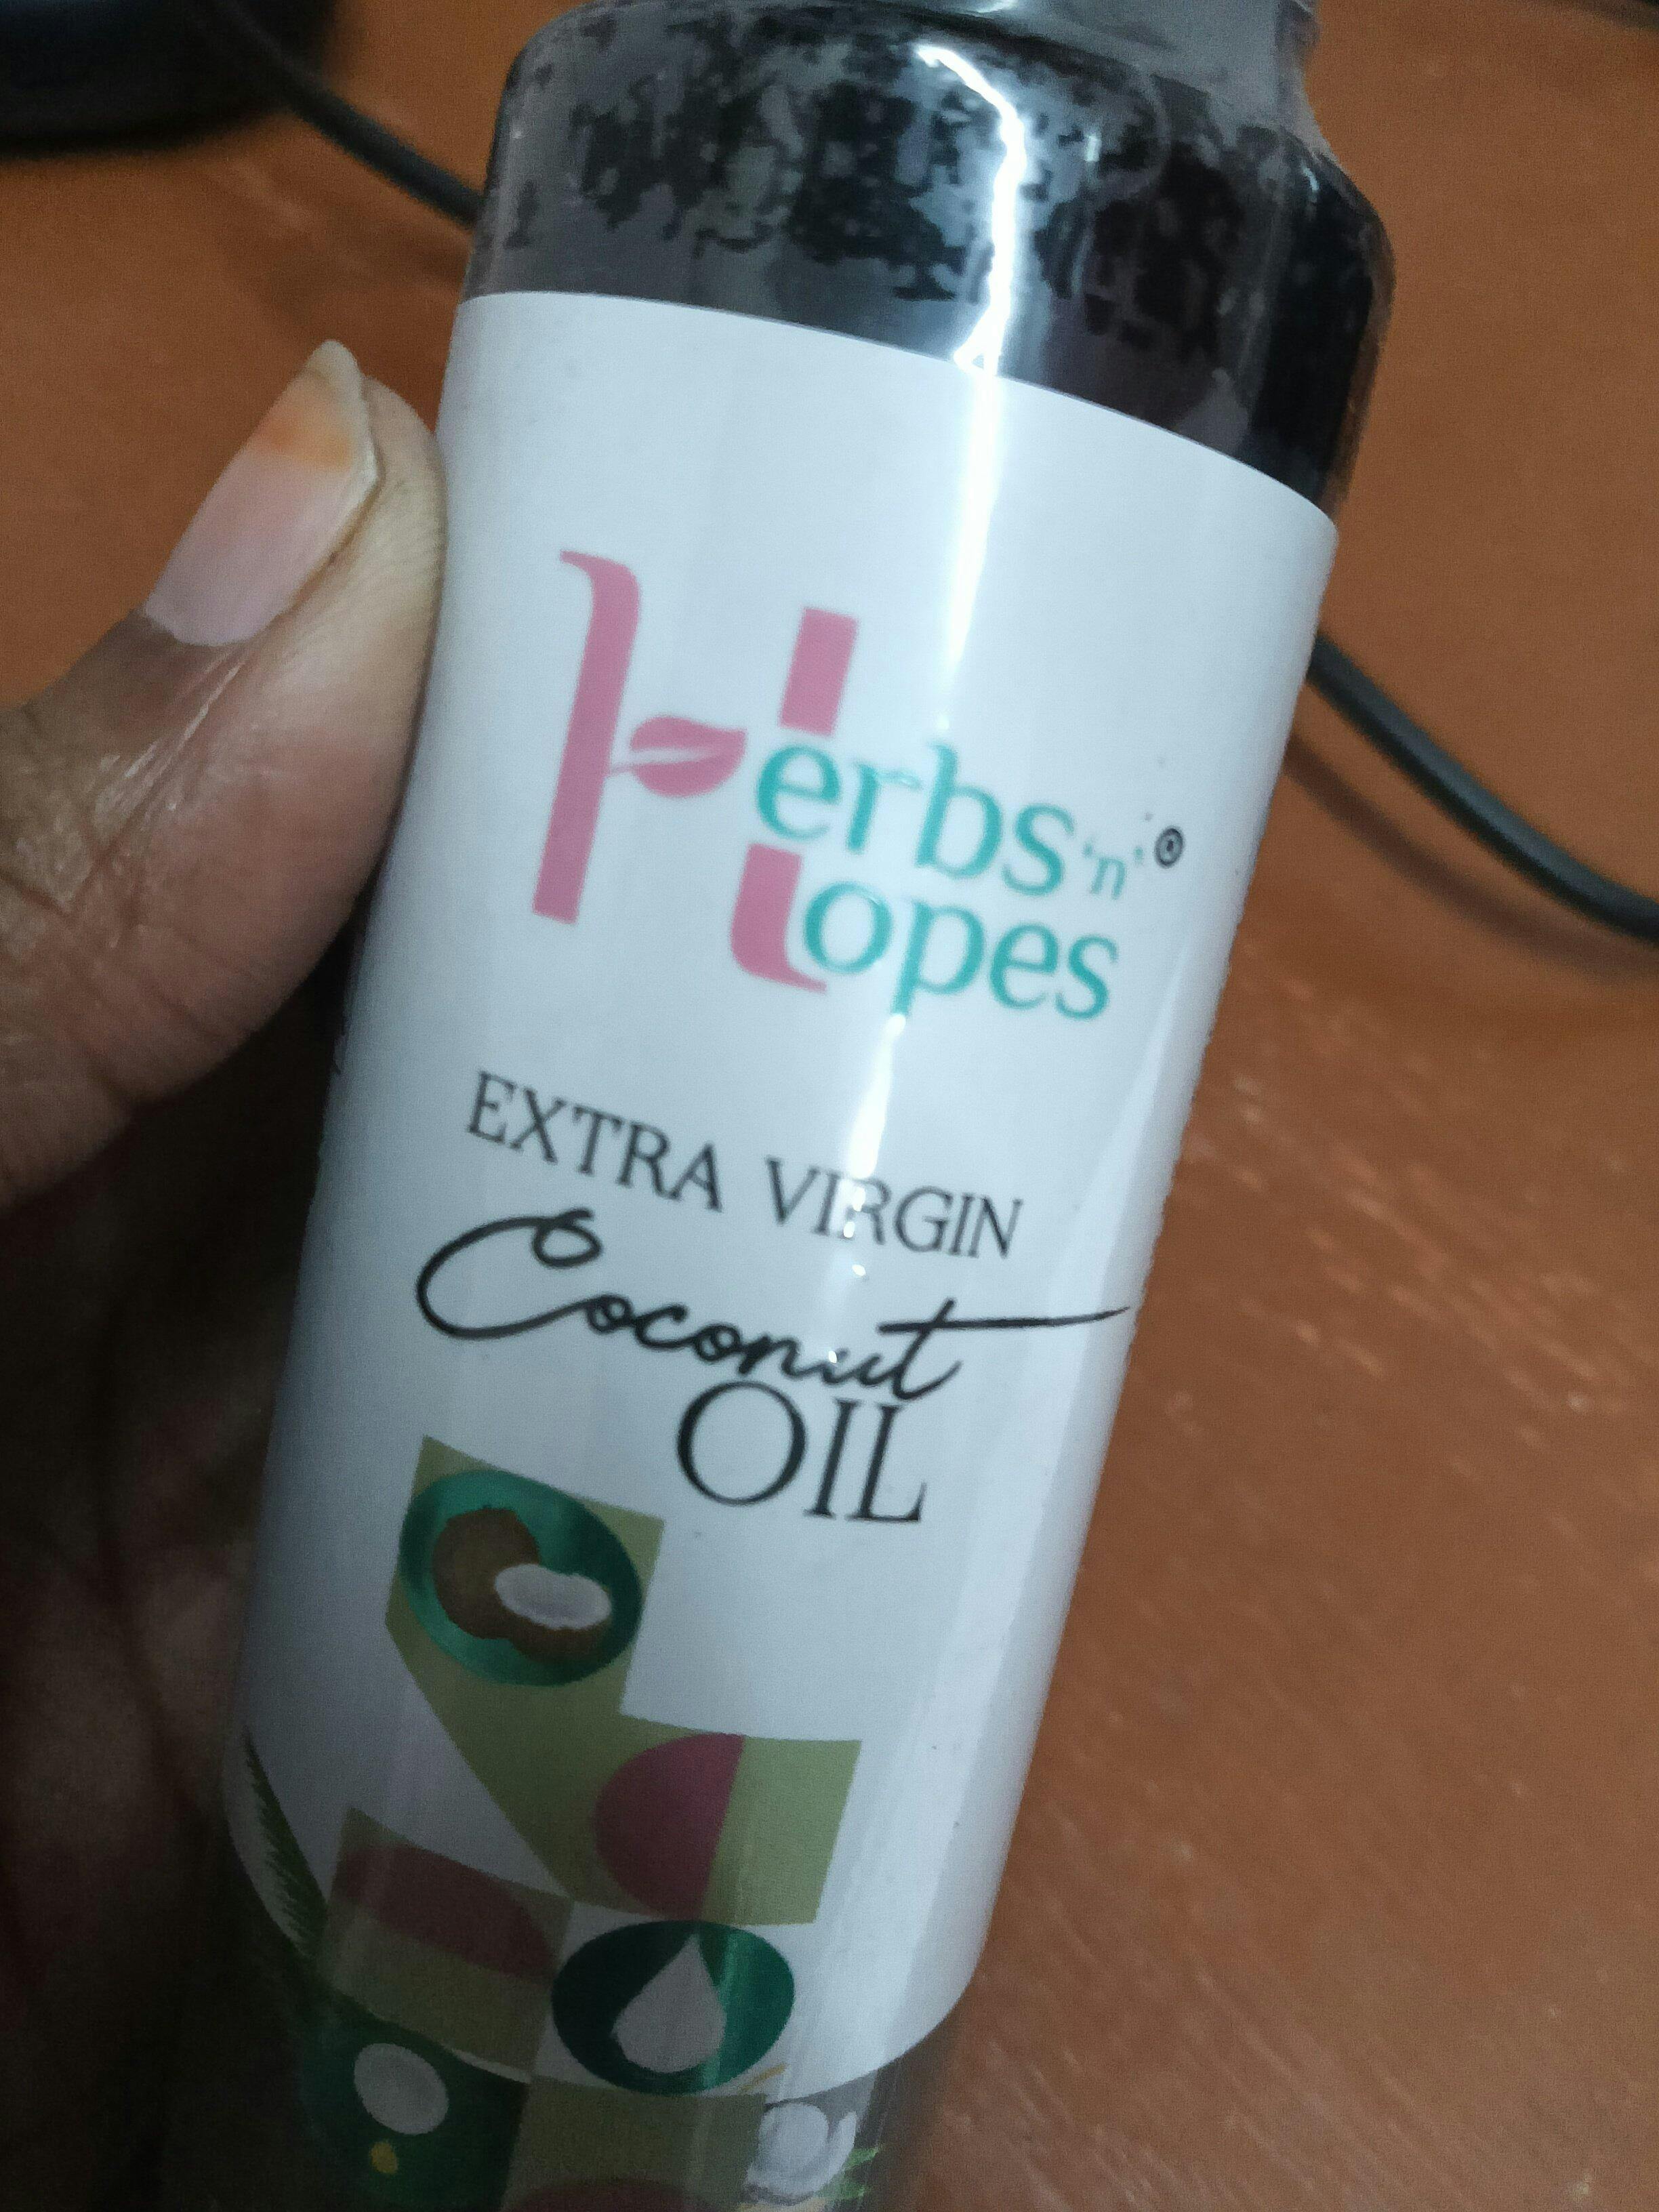 Herbs 'n' ®
Hopes
EXTRA VIRGIN
Coconut
OIL